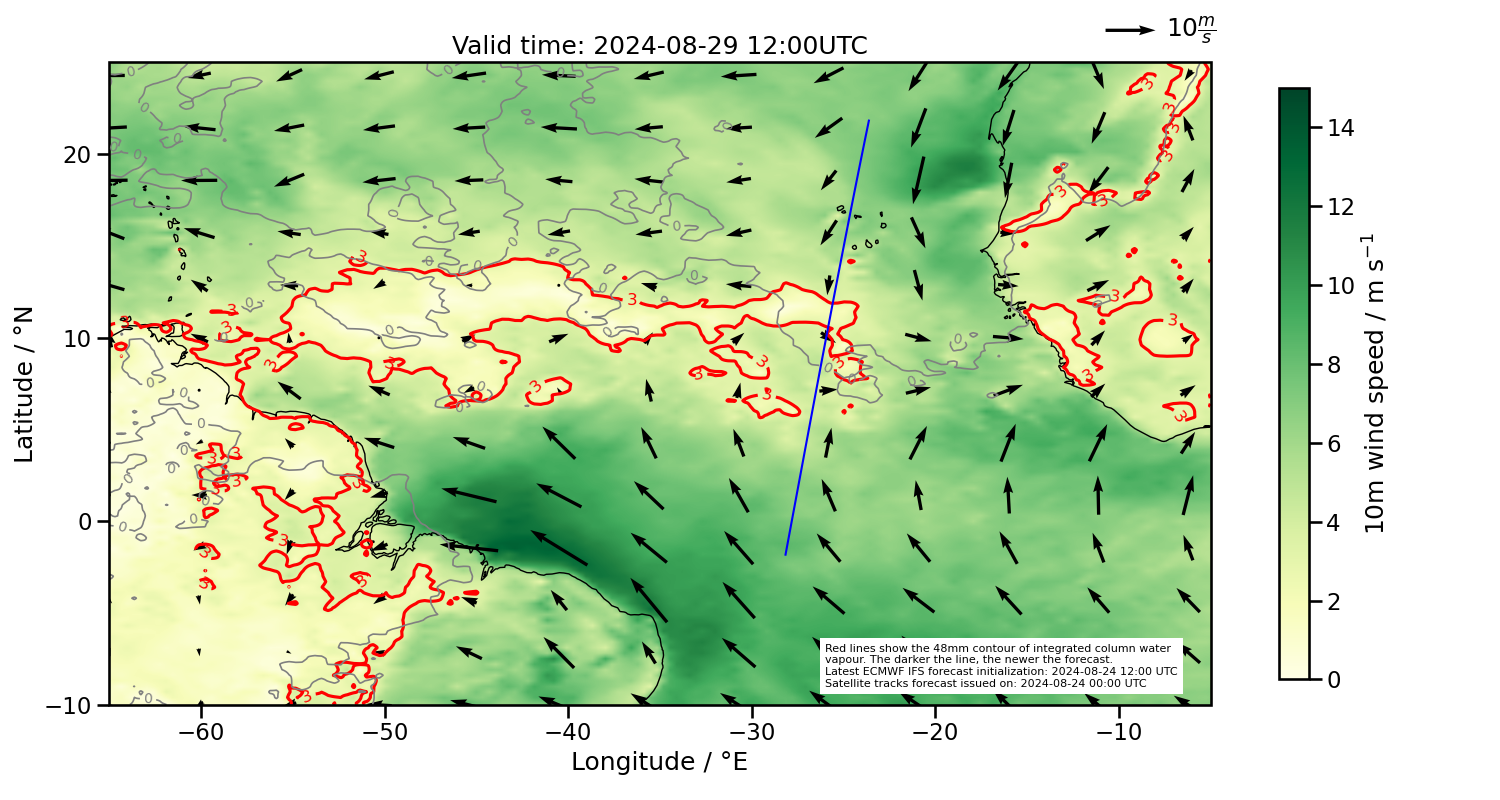 10 m/s
Valid time: 2024-08-29 12:00UTC
Latitude / °N
20
10
0
−10
−60
−50
−40
−30
−20
−10
Longitude / °E
Red lines show the 48mm contour of integrated column water
vapour. The darker the line, the newer the forecast.
Latest ECMWF IFS forecast initialization: 2024-08-24 12:00 UTC
Satellite tracks forecast issued on: 2024-08-24 00:00 UTC
14
12
10
8
6
4
2
0
10m wind speed / m s⁻¹